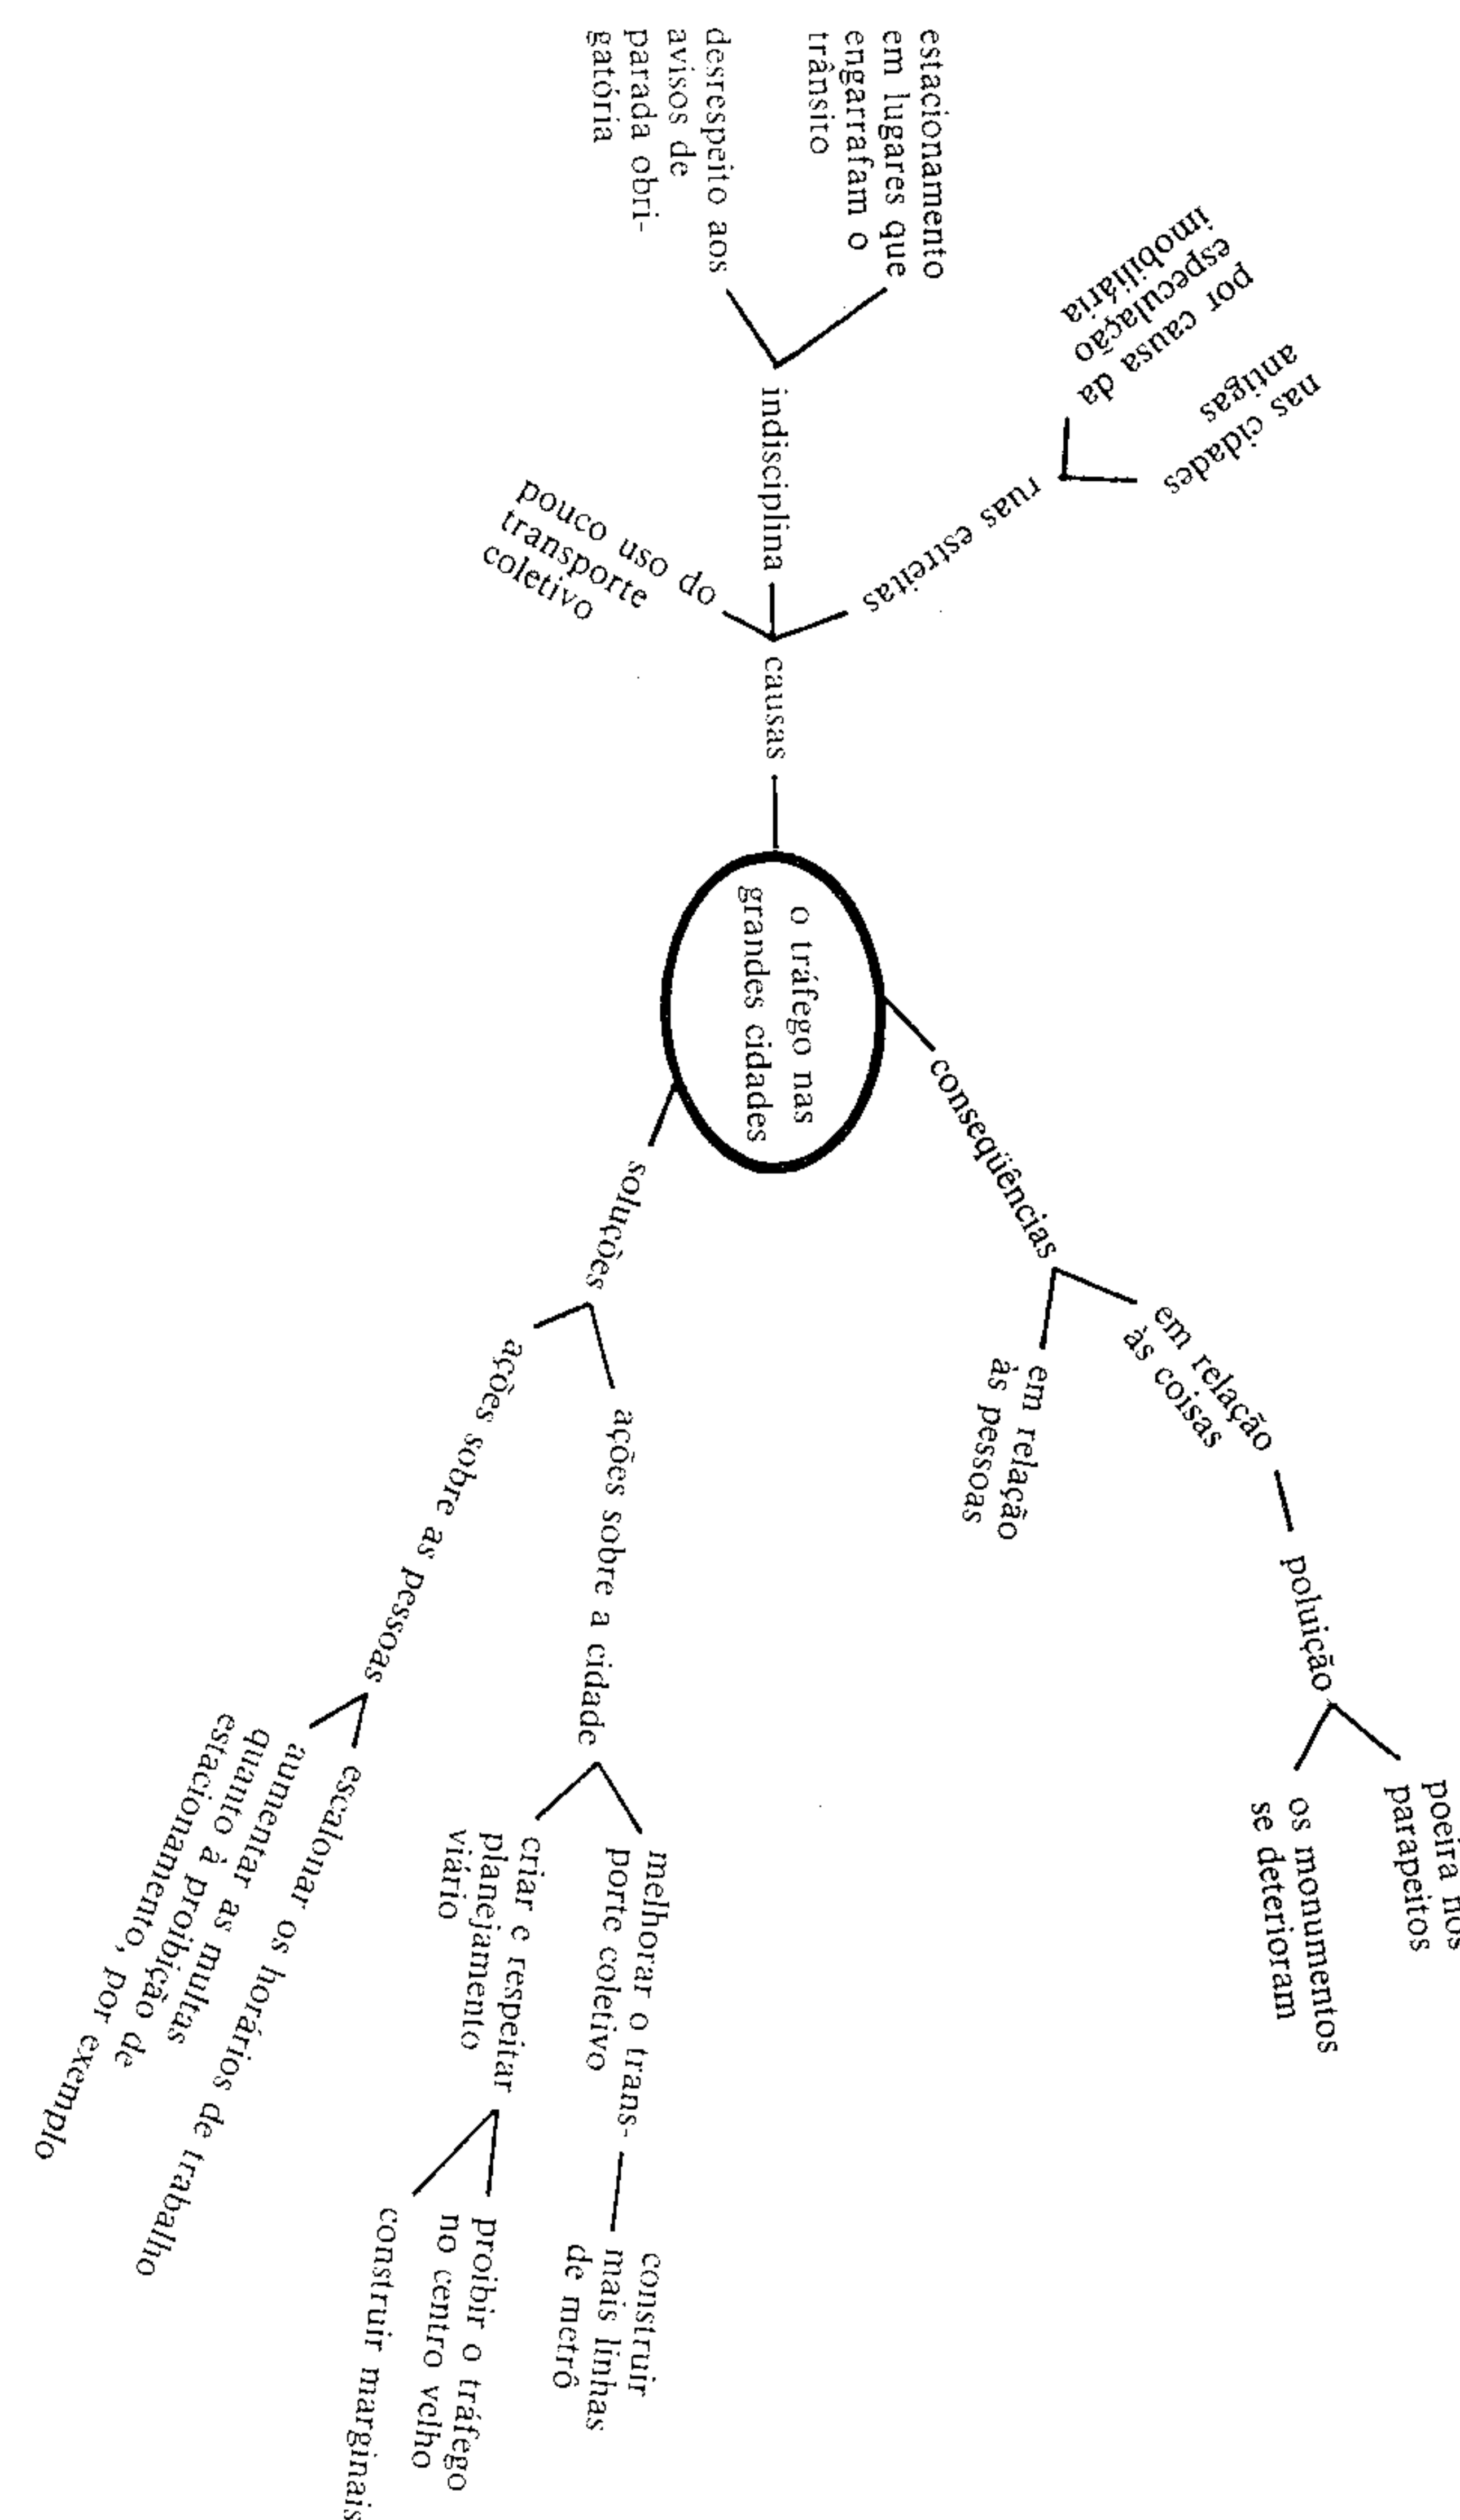 o tráfego nas
grandes cidades
causas
pouco uso do
transporte
coletivo
indisciplina
desrespeito aos
avisos de
parada obri-
gatória
estacionamento
em lugares que
engarrafam o
trânsito
ruas estreitas
por causa da
especulação
imobiliária
nas cidades
antigas
conseqüências
em relação
às coisas
poluição
poeira nos
parapeitos
os monumentos
se deterioram
em relação
às pessoas
soluções
ações sobre a cidade
melhorar o trans-
porte coletivo
construir
mais linhas
de metrô
criar e respeitar
planejamento
viário
proibir o tráfego
no centro velho
construir marginais
ações sobre as pessoas
escalonar os horários de trabalho
aumentar as multas
quanto à proibição de
estacionamento, por exemplo